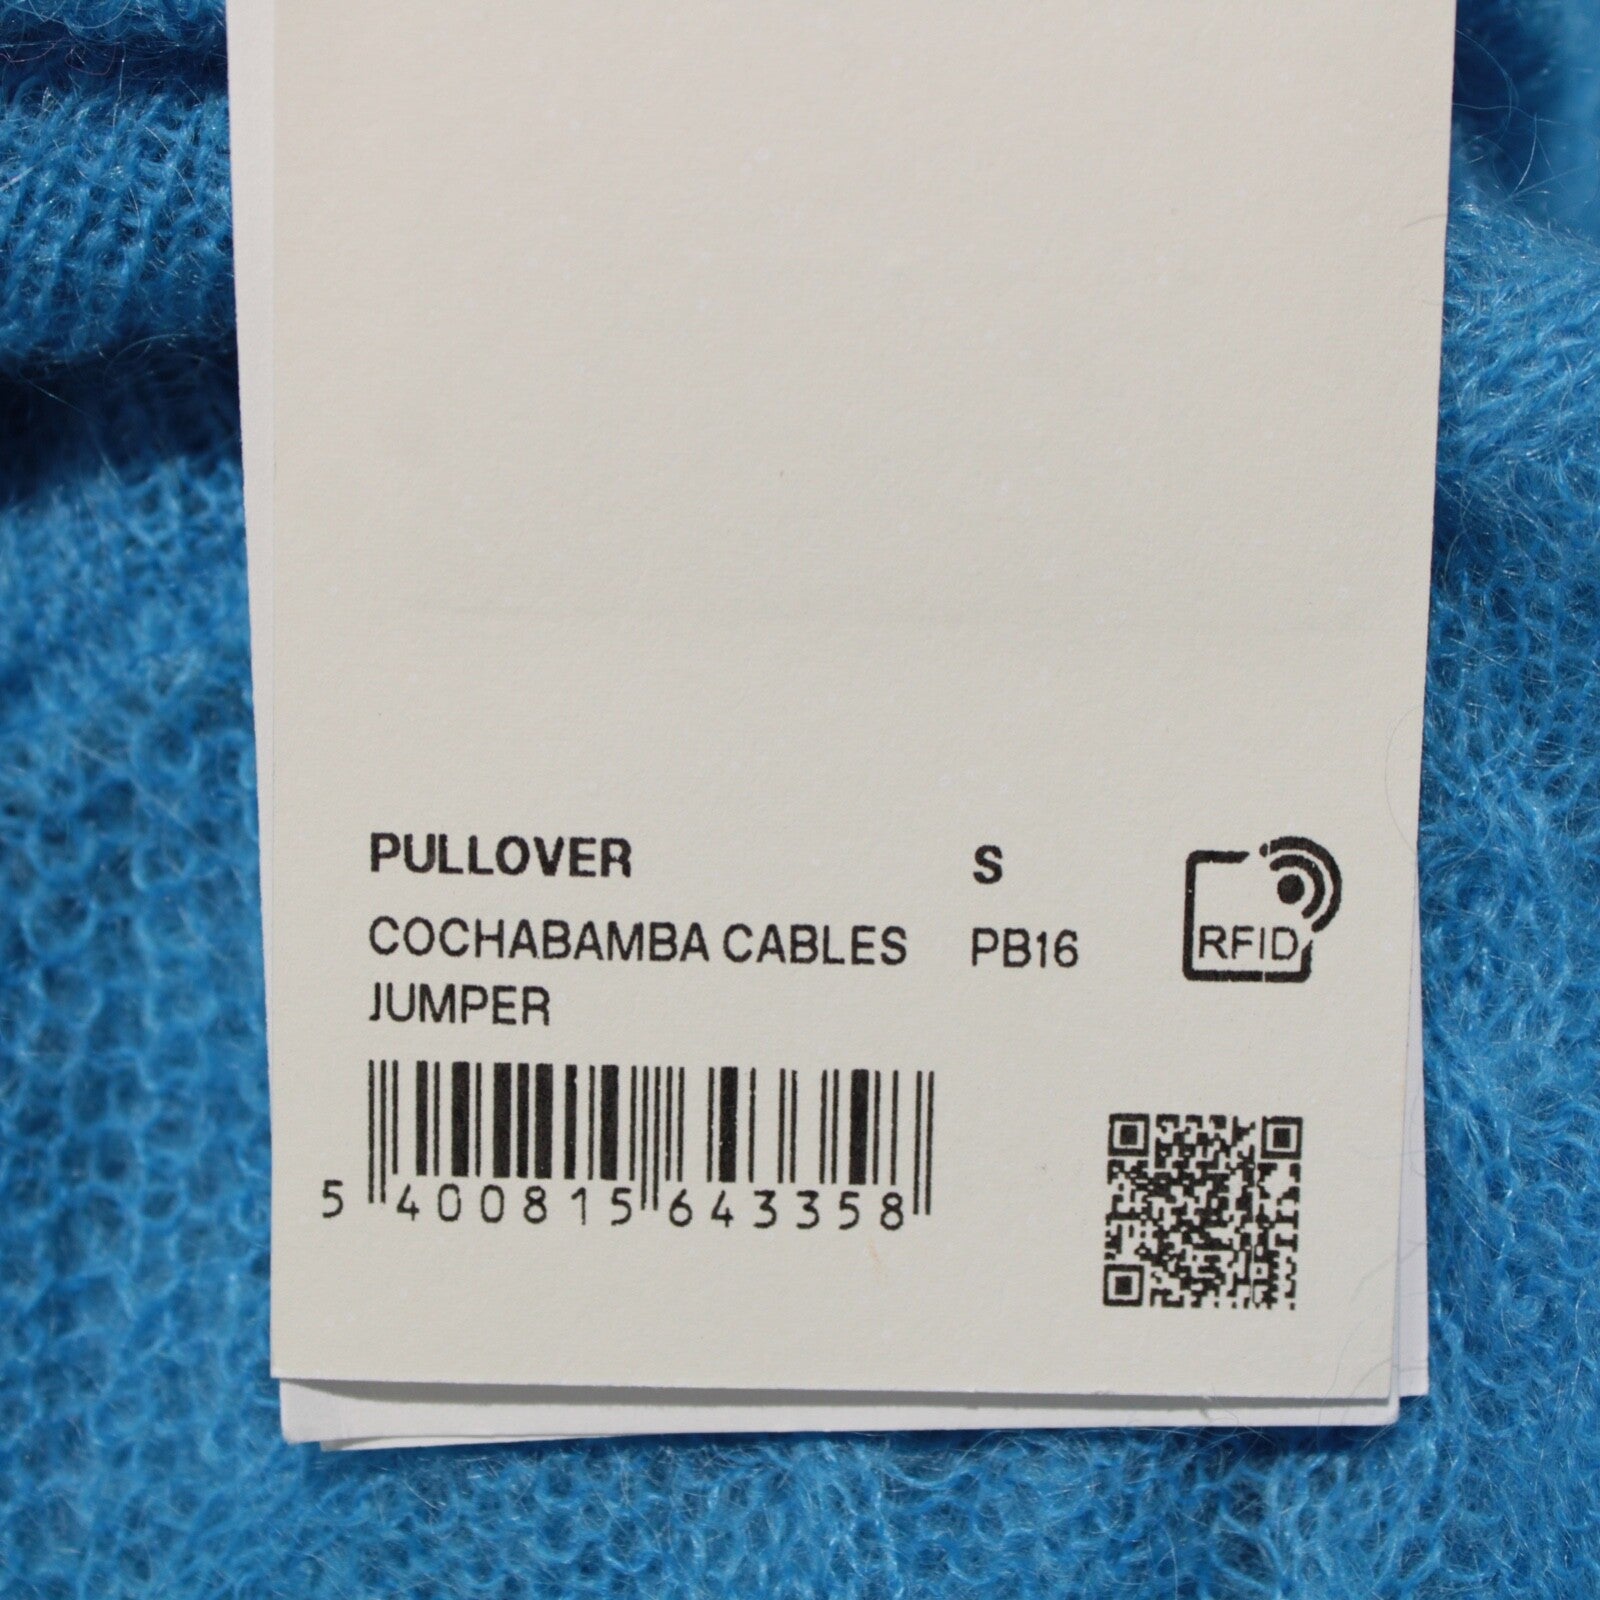 PULLOVER S
COCHABAMBA CABLES PB16
JUMPER
RFID
5 400815 643358